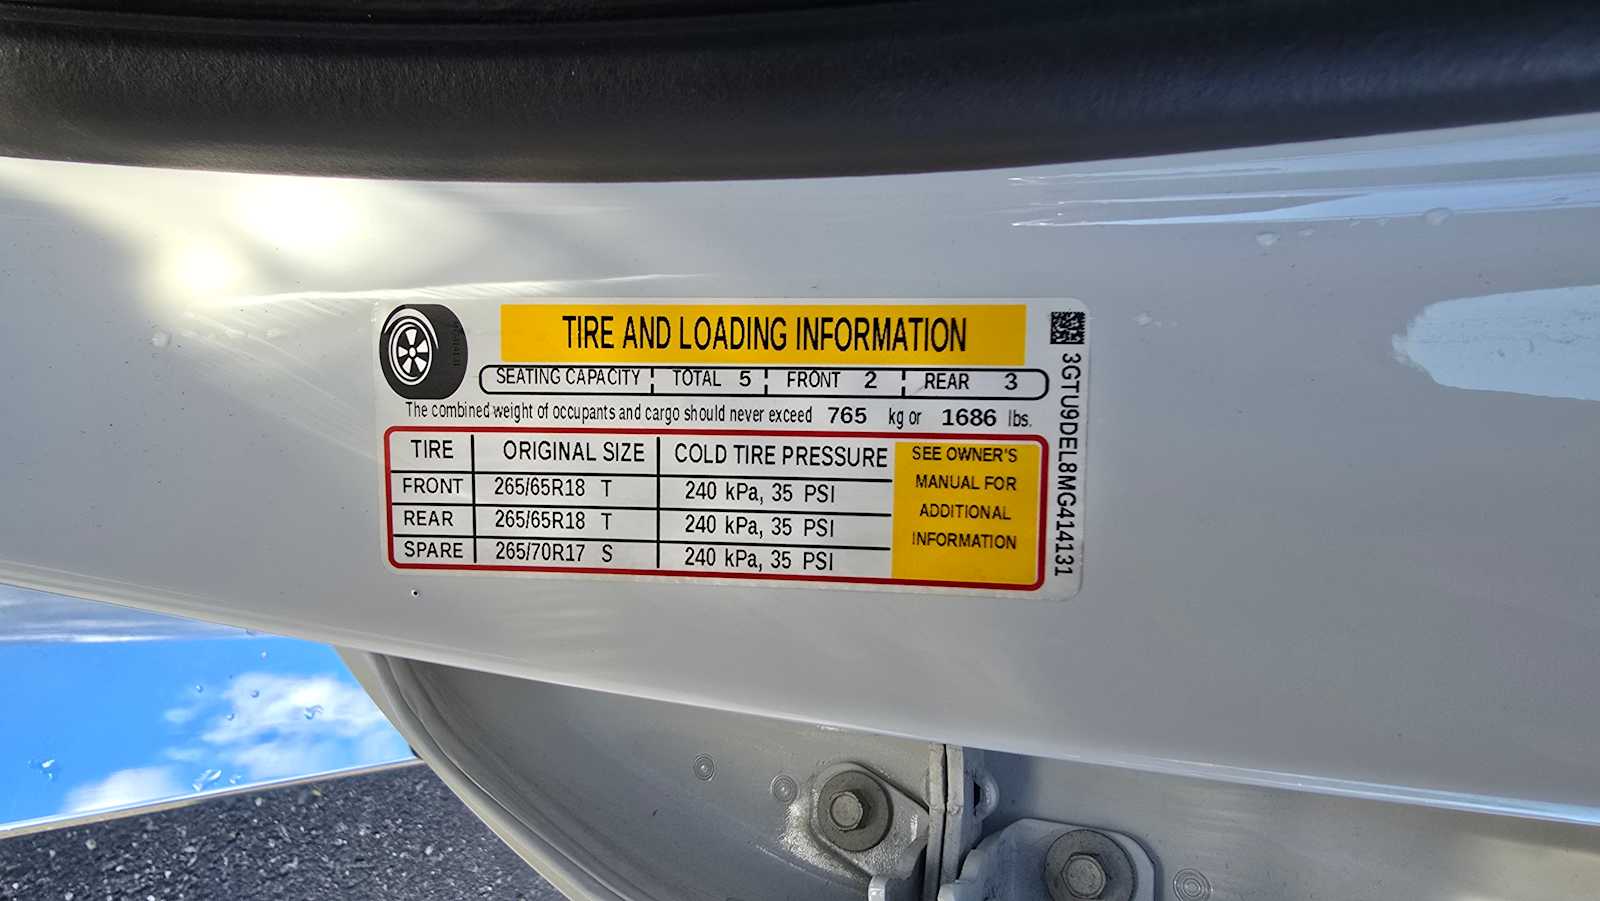 TIRE AND LOADING INFORMATION
SEATING CAPACITY TOTAL 5 FRONT 2 REAR 3
The combined weight of occupants and cargo should never exceed 765 kg or 1686 lbs.
TIRE ORIGINAL SIZE COLD TIRE PRESSURE
FRONT 265/65R18 T 240 kPa, 35 PSI
REAR 265/65R18 T 240 kPa, 35 PSI
SPARE 265/70R17 S 240 kPa, 35 PSI
SEE OWNER'S
MANUAL FOR
ADDITIONAL
INFORMATION
3GTU9DEL8MG414131